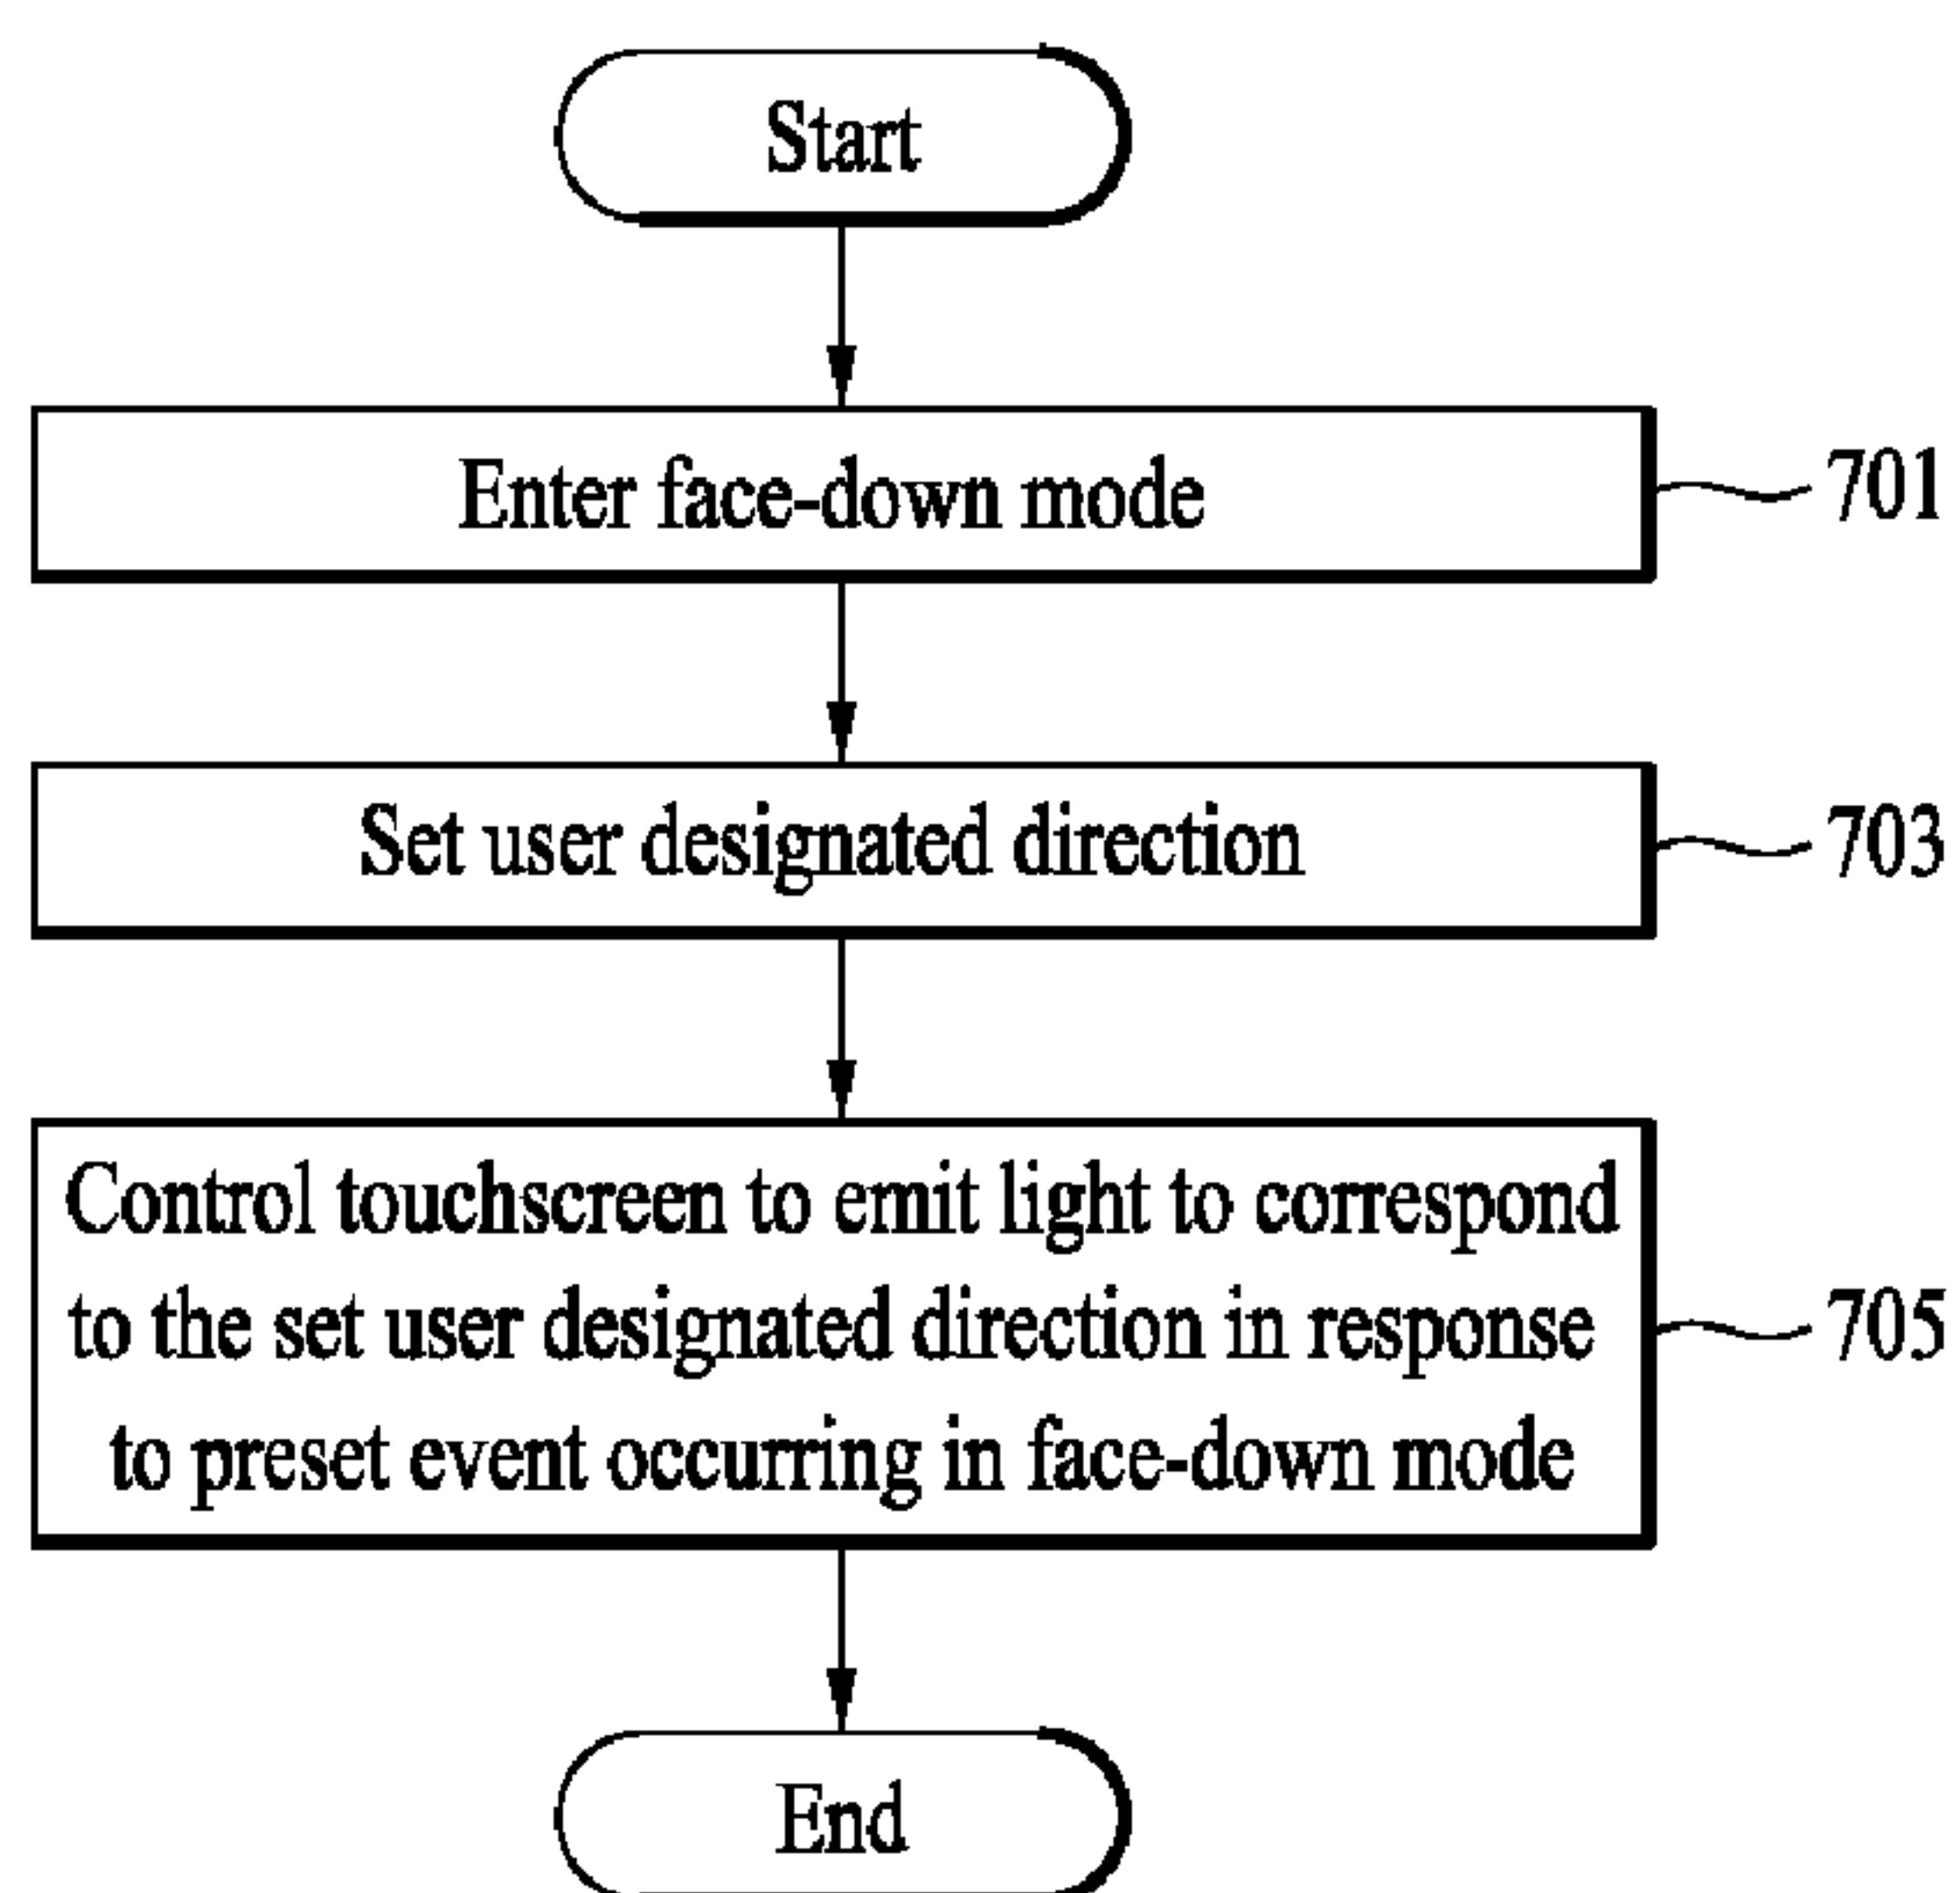 Start
Enter face-down mode
701
Set user designated direction
703
Control touchscreen to emit light to correspond
to the set user designated direction in response
to preset event occurring in face-down mode
705
End